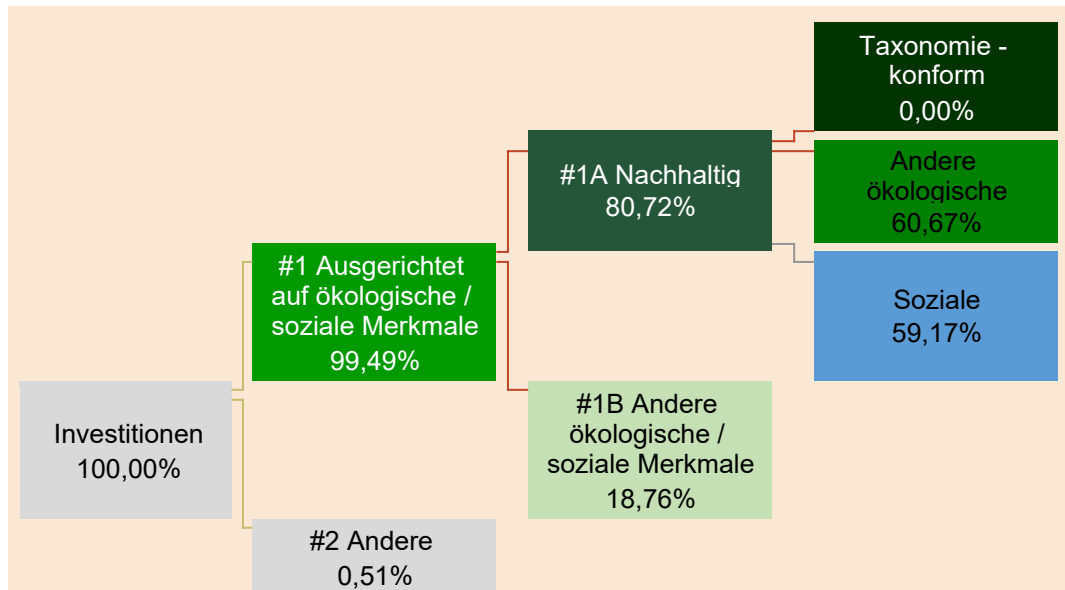 Taxonomie -
konform
0,00%
#1A Nachhaltig
80,72%
Andere
ökologische
60,67%
#1 Ausgerichtet
auf ökologische /
soziale Merkmale
99,49%
Soziale
59,17%
Investitionen
100,00%
#1B Andere
ökologische /
soziale Merkmale
18,76%
#2 Andere
0,51%